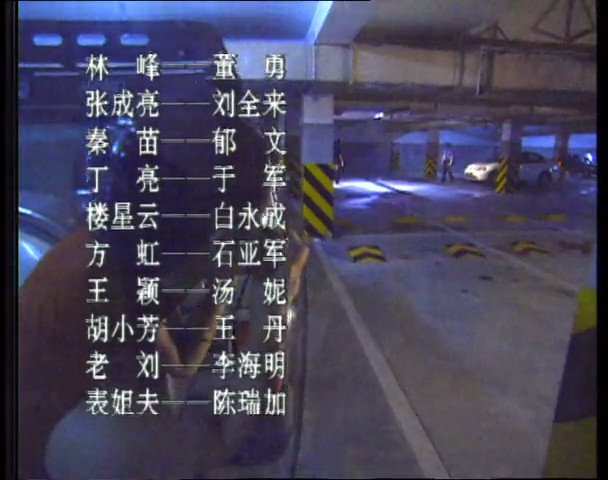 林峰——董勇
张成亮——刘全来
秦苗——郁文
丁亮——于军
楼星云——白永成
方虹——石亚军
王颖——汤妮
胡小芳——王丹
老刘——李海明
表姐夫——陈瑞加